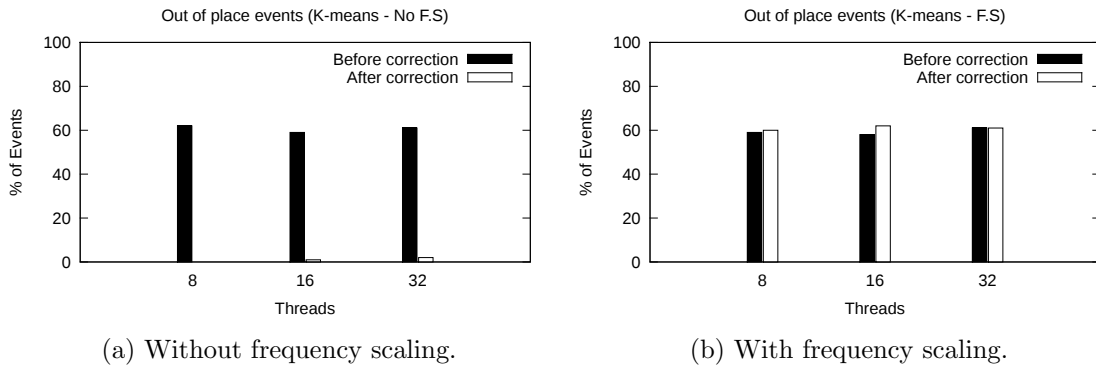 Out of place events (K-means - No F.S)
100
80
60
40
20
0
% of Events
Before correction
After correction
8 16 32
Threads
(a) Without frequency scaling.
Out of place events (K-means - F.S)
100
80
60
40
20
0
% of Events
Before correction
After correction
8 16 32
Threads
(b) With frequency scaling.